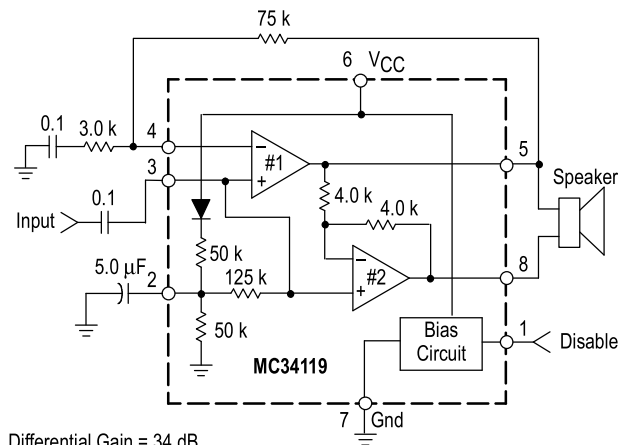 75 k
6 VCC
0.1
3.0 k
4
−
#1
+
5
3
Speaker
0.1
Input
4.0 k
4.0 k
50 k
5.0 µF
2
125 k
−
#2
+
8
50 k
Bias
Circuit
1
Disable
MC34119
7
Gnd
Differential Gain = 34 dB